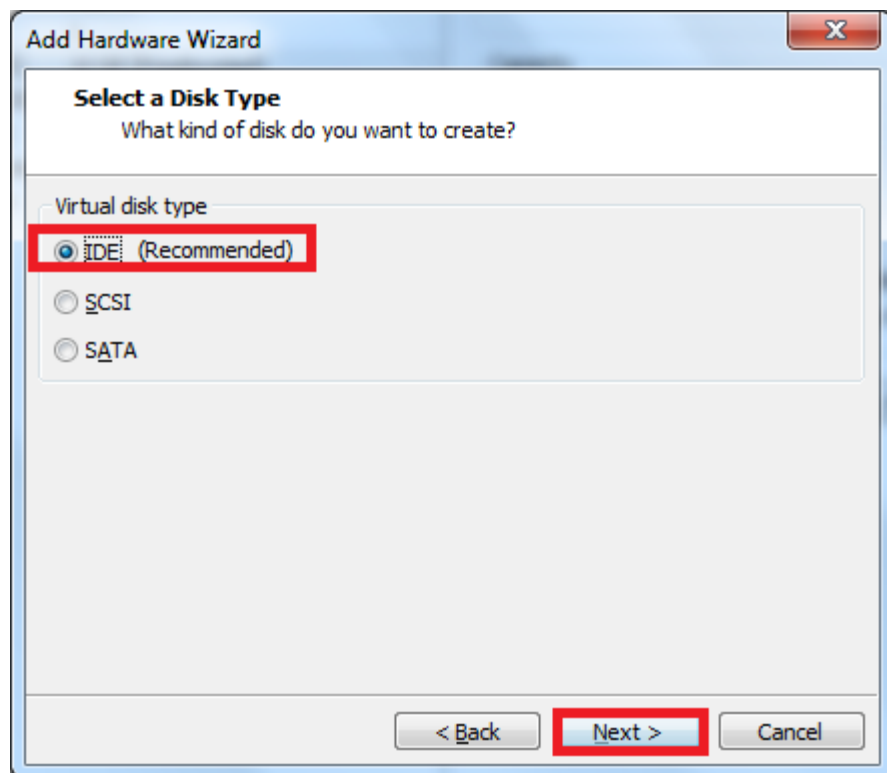 Add Hardware Wizard
Select a Disk Type
What kind of disk do you want to create?
Virtual disk type
IDE (Recommended)
SCSI
SATA
< Back Next > Cancel